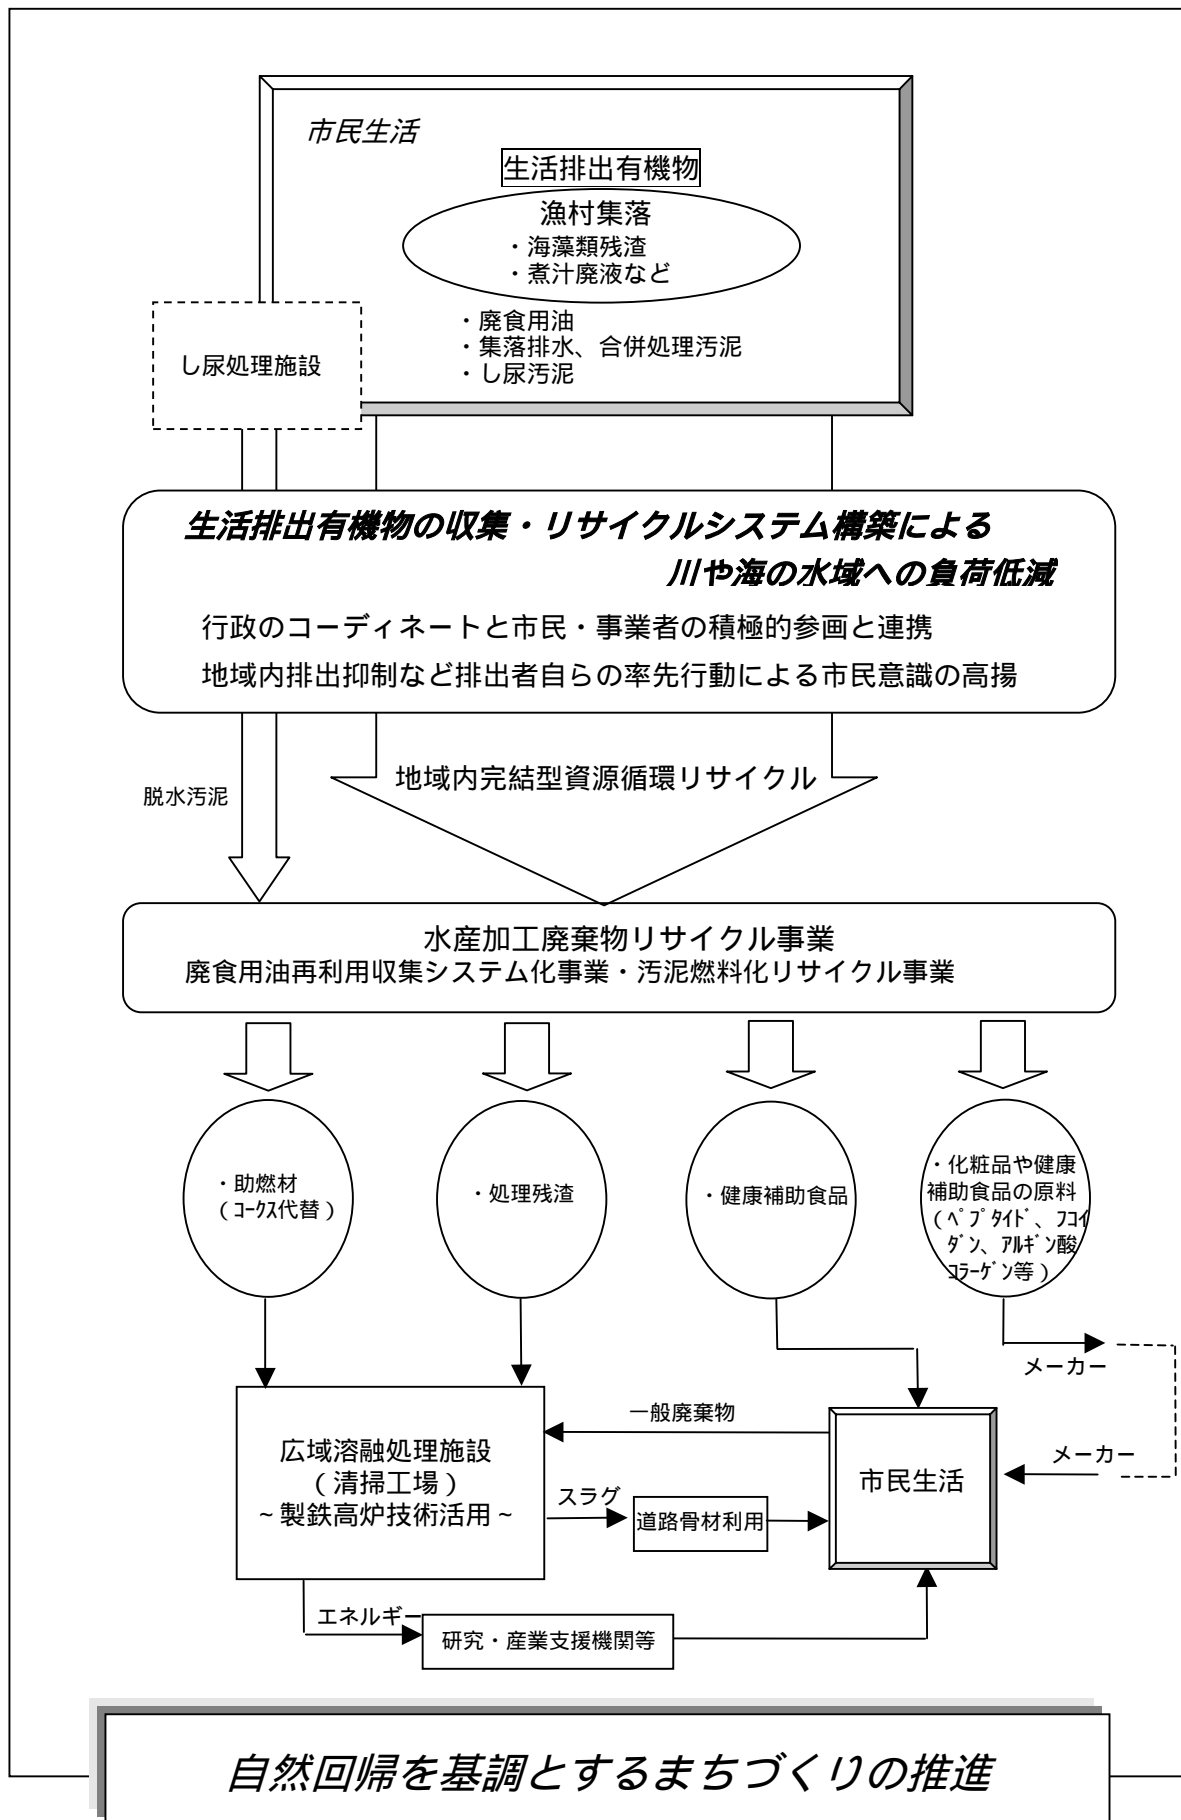 市民生活
生活排出有機物
漁村集落
・海藻類残渣
・煮汁廃液など
・廃食用油
・集落排水、合併処理汚泥
・し尿汚泥
し尿処理施設
生活排出有機物の収集・リサイクルシステム構築による
川や海の水域への負荷低減
行政のコーディネートと市民・事業者の積極的参画と連携
地域内排出抑制など排出者自らの率先行動による市民意識の高揚
脱水汚泥
地域内完結型資源循環リサイクル
水産加工廃棄物リサイクル事業
廃食用油再利用収集システム化事業・汚泥燃料化リサイクル事業
・助燃材
（ｺｰｸｽ代替）
・処理残渣
・健康補助食品
・化粧品や健康
補助食品の原料
（ﾍﾟﾌﾟﾀｲﾄﾞ、ﾌｺｲ
ﾀﾞﾝ、ｱﾙｷﾞﾝ酸
ｺﾗｰｹﾞﾝ等）
メーカー
メーカー
一般廃棄物
広域溶融処理施設
（清掃工場）
~製鉄高炉技術活用~
スラグ
道路骨材利用
市民生活
エネルギー
研究・産業支援機関等
自然回帰を基調とするまちづくりの推進